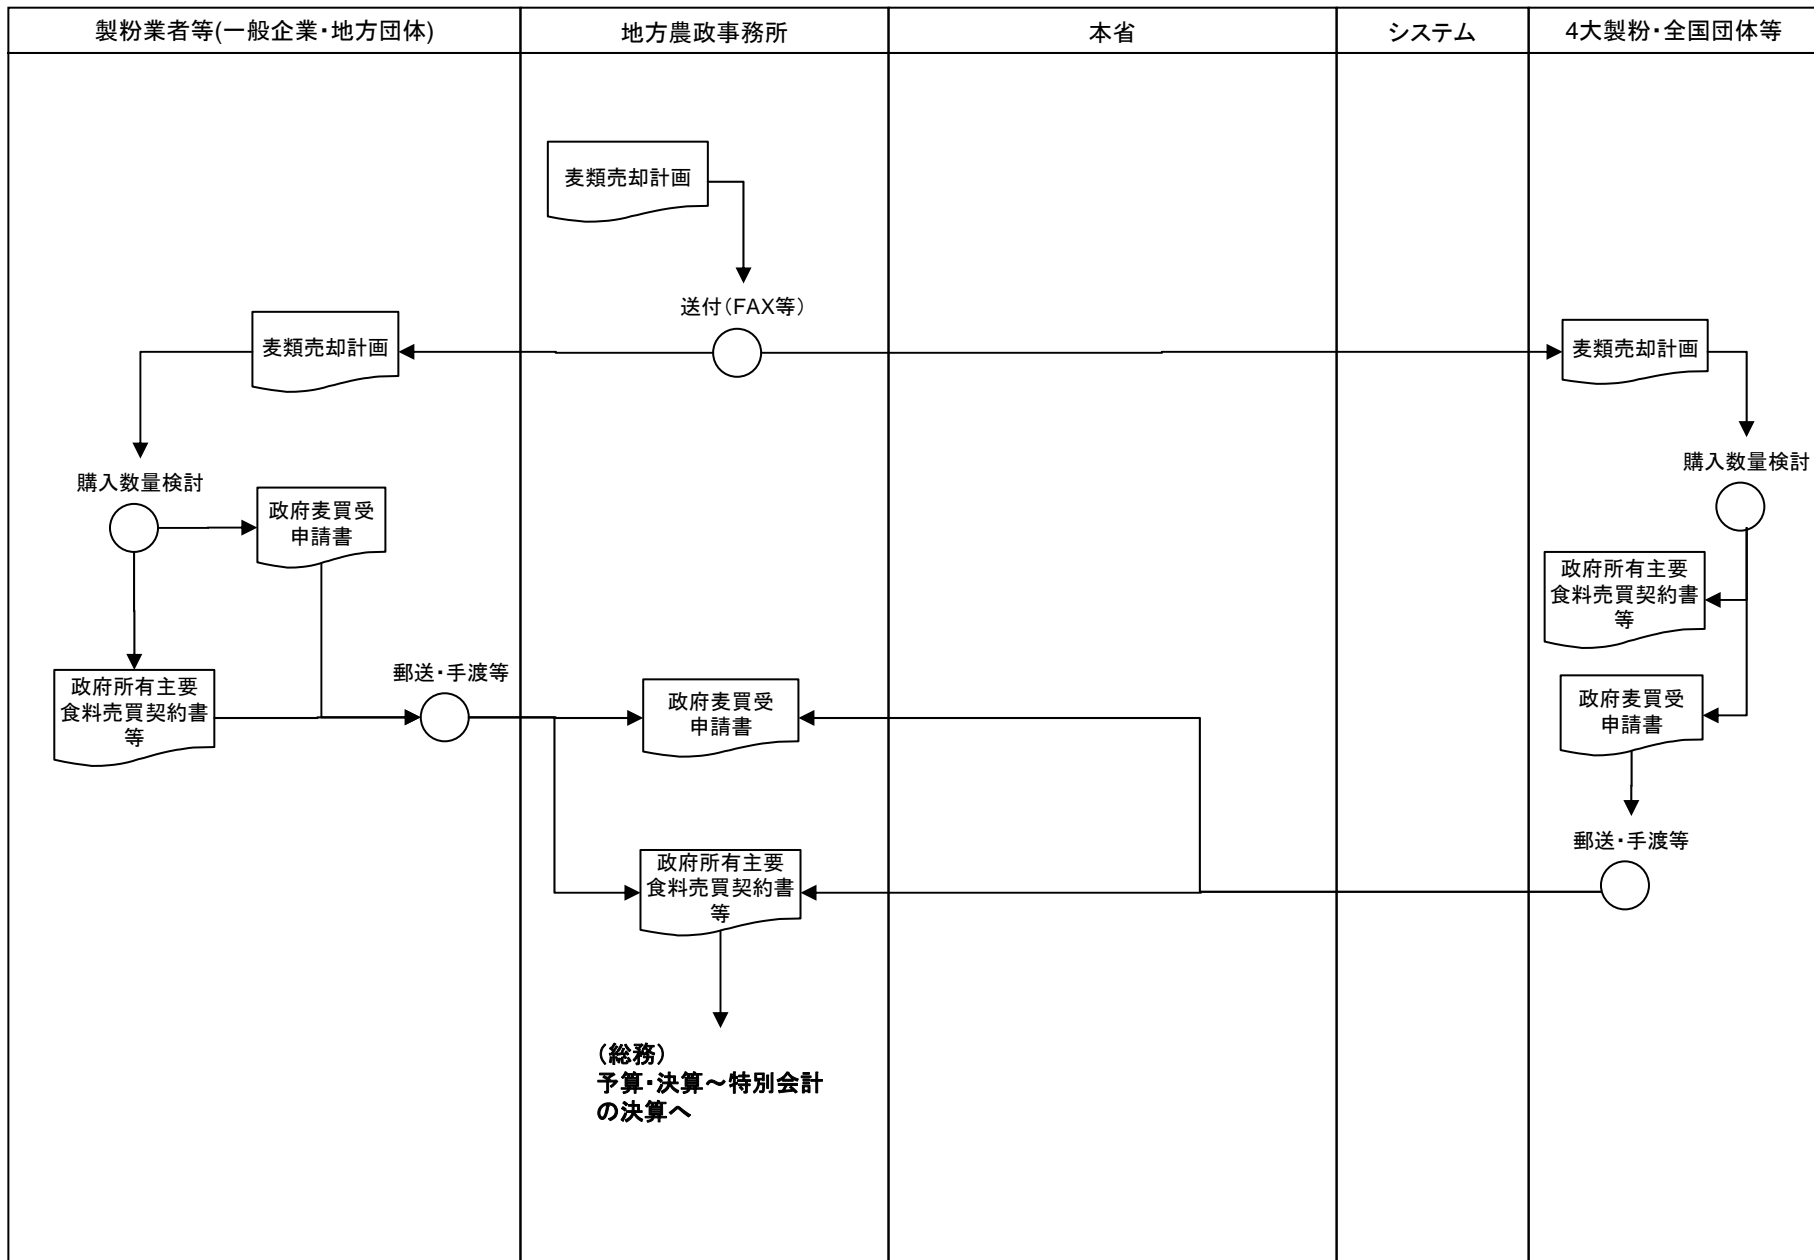 製粉業者等(一般企業・地方団体)
地方農政事務所
本省
システム
4大製粉・全国団体等
麦類売却計画
送付(FAX等)
麦類売却計画
麦類売却計画
購入数量検討
購入数量検討
政府麦買受
申請書
政府所有主要
食料売買契約書
等
政府所有主要
食料売買契約書
等
郵送・手渡等
政府麦買受
申請書
政府麦買受
申請書
郵送・手渡等
政府所有主要
食料売買契約書
等
(総務)
予算・決算～特別会計
の決算へ